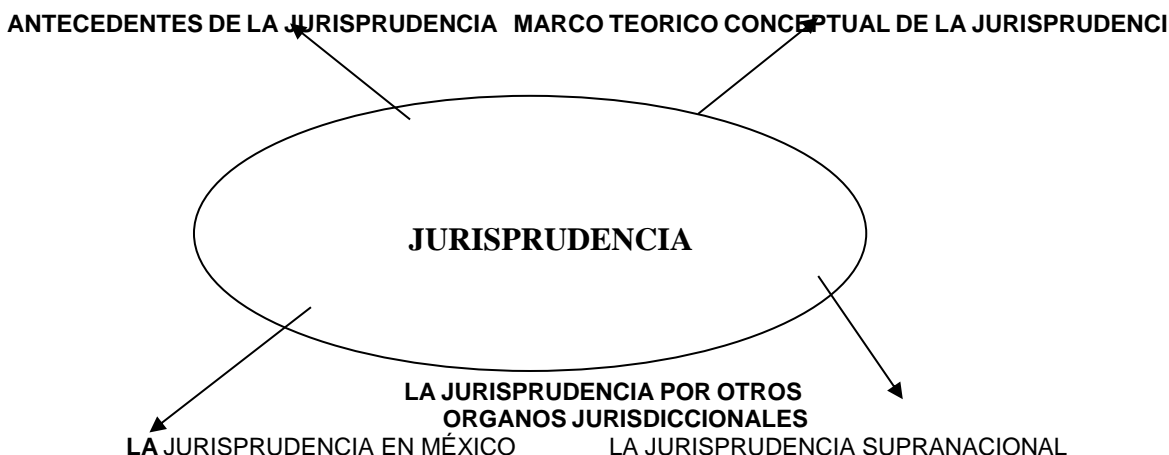 ANTECEDENTES DE LA JURISPRUDENCIA MARCO TEORICO CONCEPTUAL DE LA JURISPRUDENCI
JURISPRUDENCIA
LA JURISPRUDENCIA POR OTROS
ORGANOS JURISDICCIONALES
LA JURISPRUDENCIA EN MÉXICO LA JURISPRUDENCIA SUPRANACIONAL